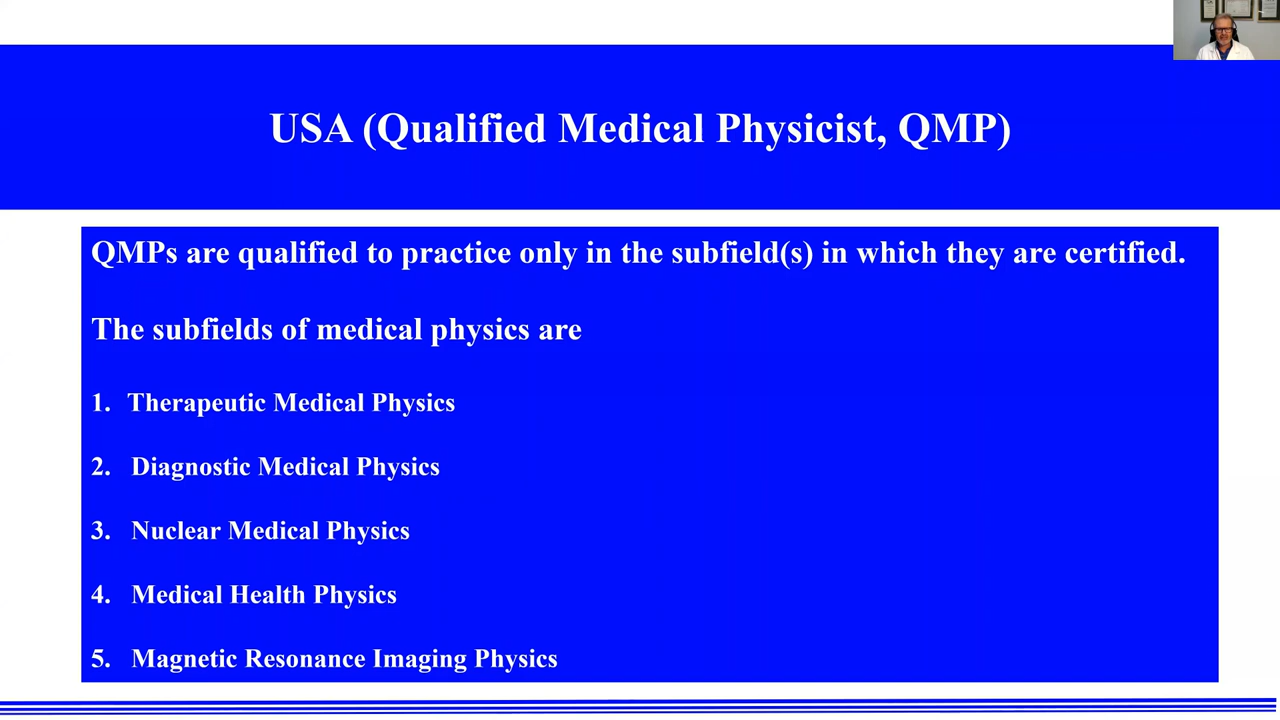 USA (Qualified Medical Physicist, QMP)
QMPs are qualified to practice only in the subfield(s) in which they are certified.
The subfields of medical physics are
1. Therapeutic Medical Physics
2. Diagnostic Medical Physics
3. Nuclear Medical Physics
4. Medical Health Physics
5. Magnetic Resonance Imaging Physics